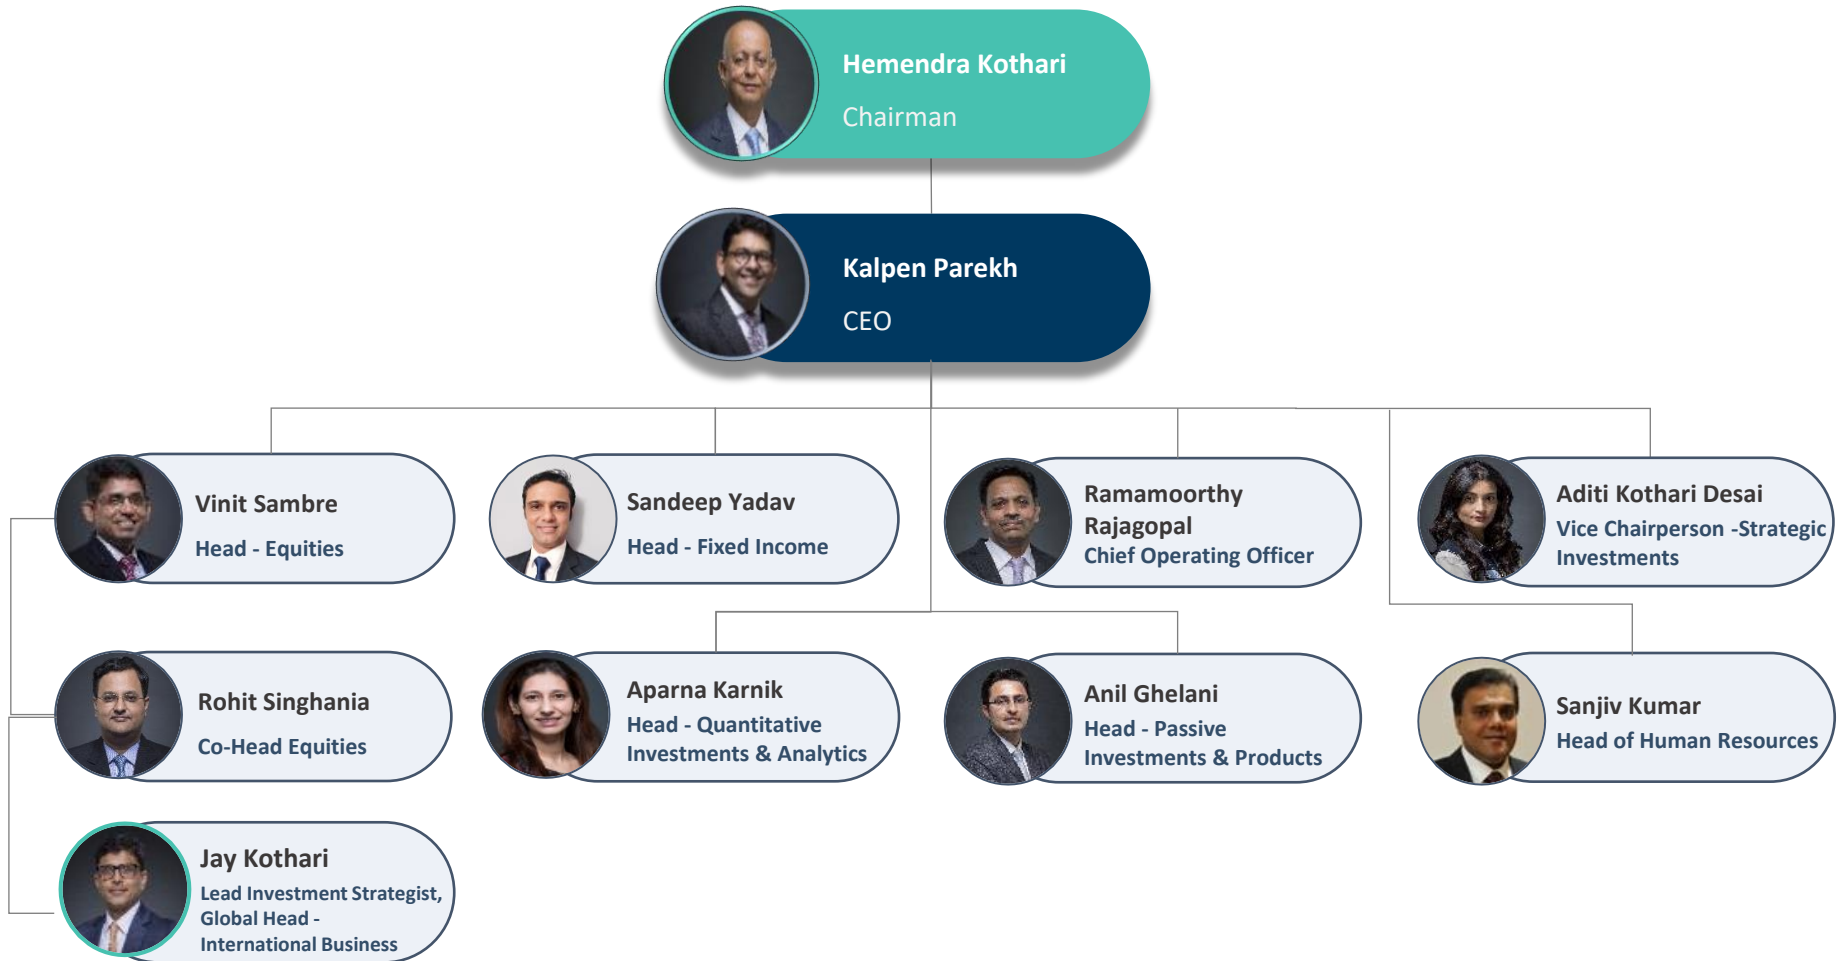 Hemendra Kothari
Chairman
Kalpen Parekh
CEO
Vinit Sambre
Head - Equities
Sandeep Yadav
Head - Fixed Income
Ramamoorthy
Rajagopal
Chief Operating Officer
Aditi Kothari Desai
Vice Chairperson -Strategic
Investments
Rohit Singhania
Co-Head Equities
Aparna Karnik
Head - Quantitative
Investments & Analytics
Anil Ghelani
Head - Passive
Investments & Products
Sanjiv Kumar
Head of Human Resources
Jay Kothari
Lead Investment Strategist,
Global Head -
International Business